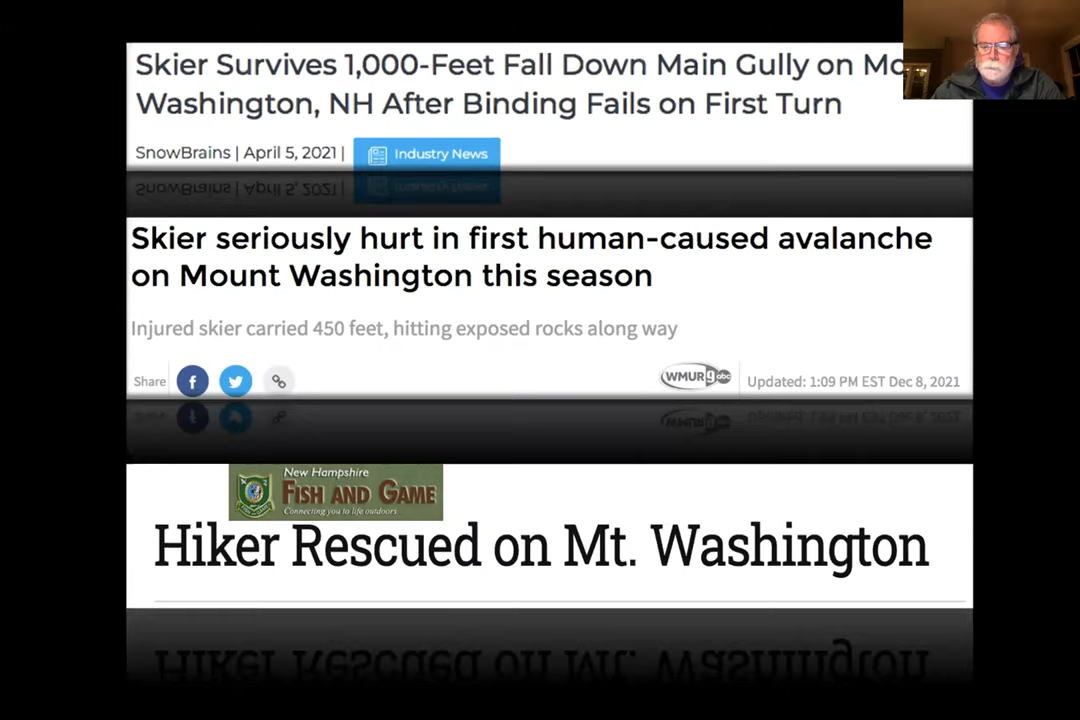 Skier Survives 1,000-Feet Fall Down Main Gully on Mo
Washington, NH After Binding Fails on First Turn
SnowBrains | April 5, 2021 |
Industry News
Skier seriously hurt in first human-caused avalanche
on Mount Washington this season
Injured skier carried 450 feet, hitting exposed rocks along way
Share
WMUR 9 abc
Updated: 1:09 PM EST Dec 8, 2021
New Hampshire
FISH AND GAME
Connecting you to life outdoors
Hiker Rescued on Mt. Washington